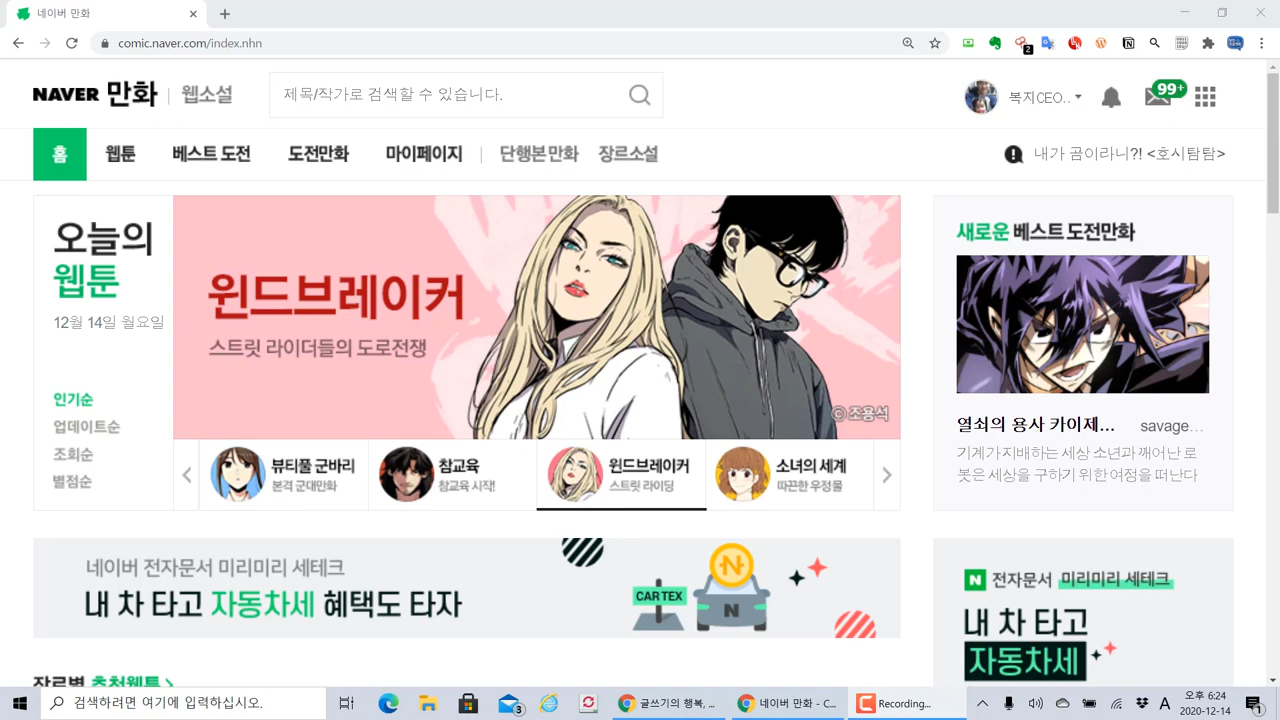 네이버 만화
comic.naver.com/index.nhn
2
NAVER 만화 | 웹소설
제목/작가로 검색할 수 있습니다.
복지CEO..
99+
홈 웹툰 베스트 도전 도전만화 마이페이지 | 단행본만화 장르소설
내가 곰이라니?! <호시탐탐>
오늘의
웹툰
12월 14일 월요일
인기순
업데이트순
조회순
별점순
윈드브레이커
스트릿 라이더들의 도로전쟁
© 조용석
뷰티풀 군바리
본격 군대만화
참교육
참교육 시작!
윈드브레이커
스트릿 라이딩
소녀의 세계
따끈한 우정물
새로운 베스트 도전만화
열쇠의 용사 카이제... savage...
기계가 지배하는 세상 소년과 깨어난 로
봇은 세상을 구하기 위한 여정을 떠난다
네이버 전자문서 미리미리 세테크
내 차 타고 자동차세 혜택도 타자
CAR TEX
N
N
N 전자문서 미리미리 세테크
내 차 타고
자동차세
장르별 추천웹툰
검색하려면 여기에 입력하십시오.
3
글쓰기의 행복, ...
네이버 만화 - C...
Recording...
A
오후 6:24
2020-12-14
1